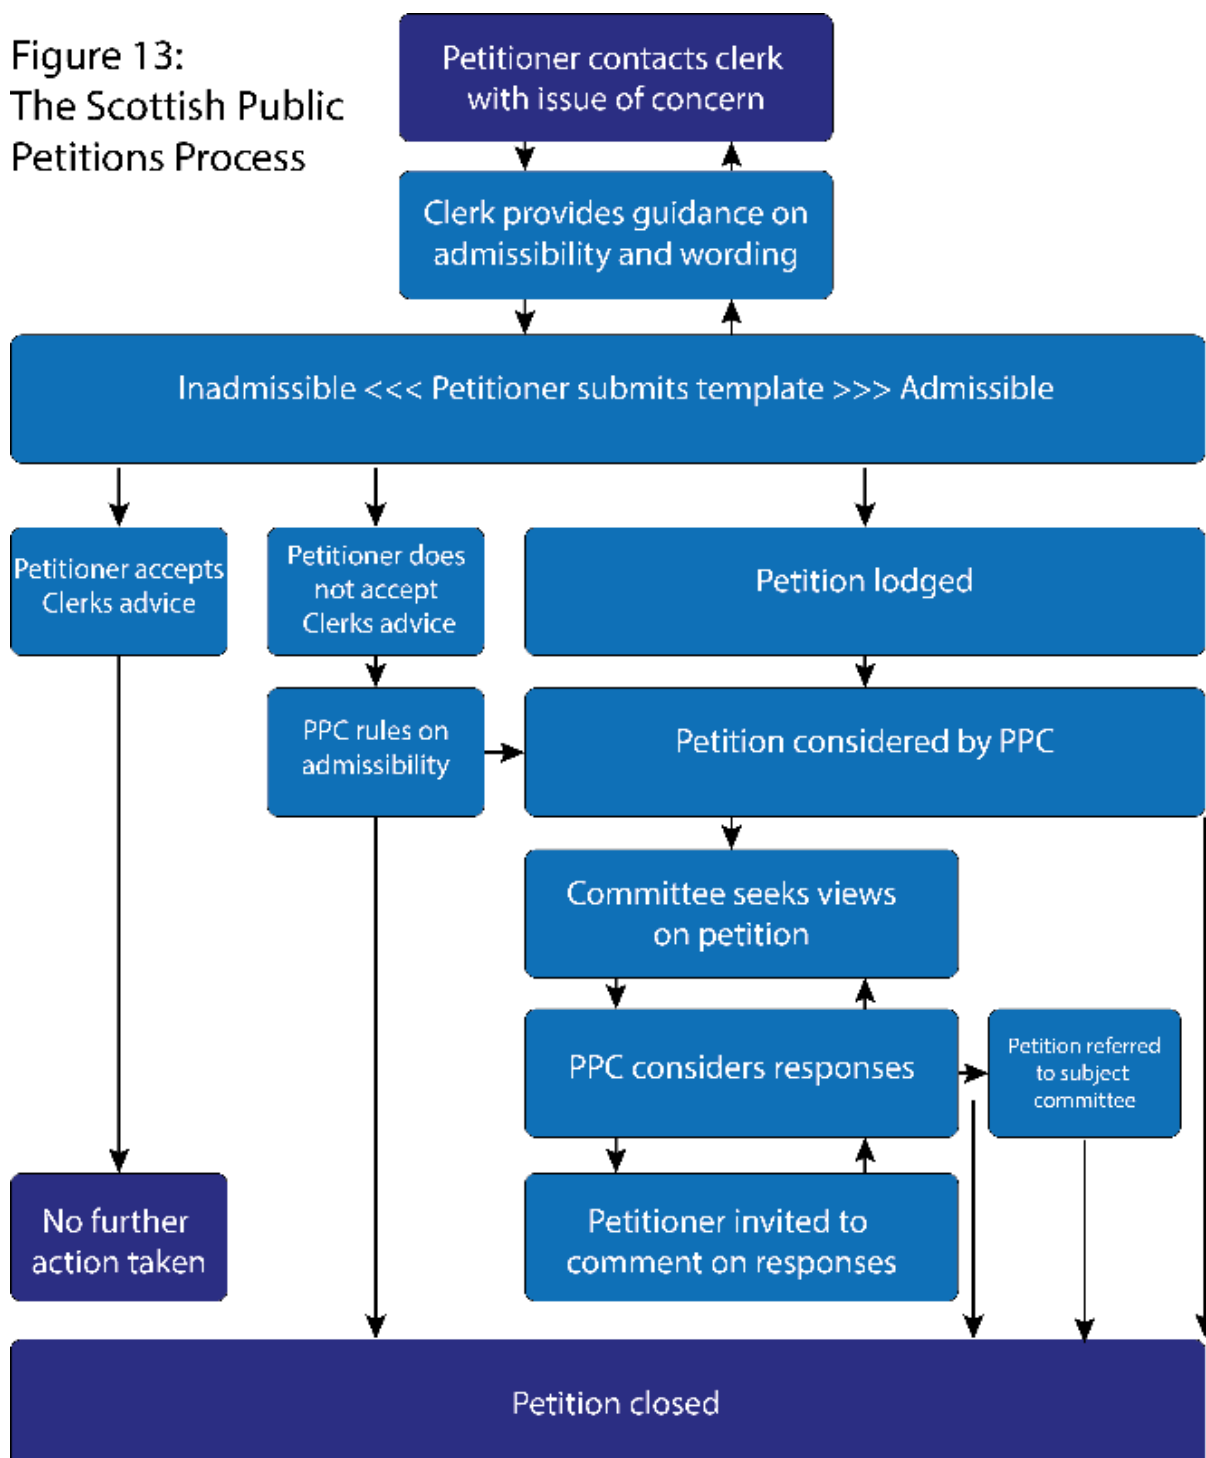 Figure 13:
The Scottish Public
Petitions Process
Petitioner contacts clerk
with issue of concern
Clerk provides guidance on
admissibility and wording
Inadmissible <<< Petitioner submits template >>> Admissible
Petitioner accepts
Clerks advice
Petitioner does
not accept
Clerks advice
Petition lodged
PPC rules on
admissibility
Petition considered by PPC
Committee seeks views
on petition
PPC considers responses
Petition referred
to subject
committee
Petitioner invited to
comment on responses
No further
action taken
Petition closed